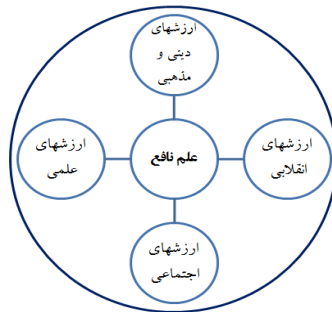 ارزشهای
دینی و
مذهبی
ارزشهای
انقلابی
علم نافع
ارزشهای
علمی
ارزشهای
اجتماعی